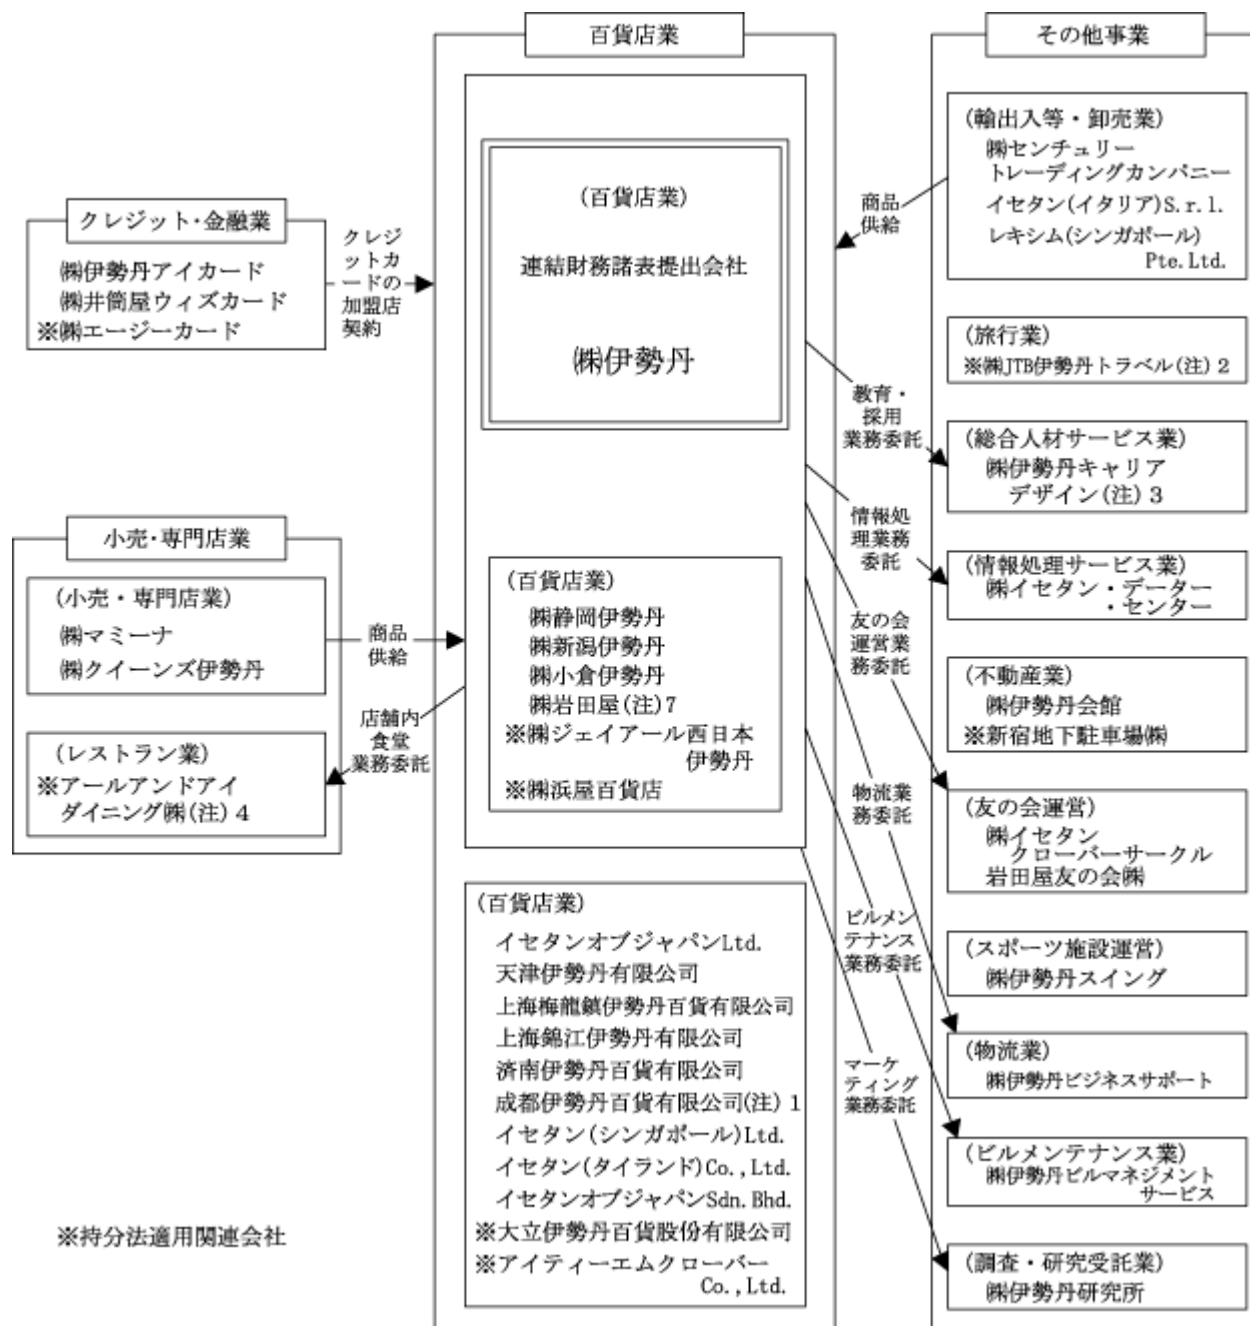 クレジット・金融業
㈱伊勢丹アイカード
㈱井筒屋ウィズカード
※㈱エージーカード
クレジ
ットカ
ードの
加盟店
契約
小売・専門店業
(小売・専門店業)
㈱マミーナ
㈱クイーンズ伊勢丹
商品
供給
(レストラン業)
※アールアンドアイ
ダイニング㈱(注)4
店舗内
食堂
業務委託
※持分法適用関連会社
百貨店業
(百貨店業)
連結財務諸表提出会社
㈱伊勢丹
(百貨店業)
㈱静岡伊勢丹
㈱新潟伊勢丹
㈱小倉伊勢丹
㈱岩田屋(注)7
※㈱ジェイアール西日本
伊勢丹
※㈱浜屋百貨店
(百貨店業)
イセタンオブジャパンLtd.
天津伊勢丹有限公司
上海梅龍鎮伊勢丹百貨有限公司
上海錦江伊勢丹有限公司
済南伊勢丹百貨有限公司
成都伊勢丹百貨有限公司(注)1
イセタン(シンガポール)Ltd.
イセタン(タイランド)Co.,Ltd.
イセタンオブジャパンSdn.Bhd.
※大立伊勢丹百貨股份有限公司
※アイティーエムクローバー
Co.,Ltd.
商品
供給
教育・
採用
業務委託
情報処
理業務
委託
友の会
運営業
務委託
物流業
務委託
ビルメン
テナンス
業務委託
マーケ
ティング
業務委託
その他事業
(輸出入等・卸売業)
㈱センチュリー
トレーディングカンパニー
イセタン(イタリア)S.r.l.
レキシム(シンガポール)
Pte.Ltd.
(旅行業)
※㈱JTB伊勢丹トラベル(注)2
(総合人材サービス業)
㈱伊勢丹キャリア
デザイン(注)3
(情報処理サービス業)
㈱イセタン・データー
・センター
(不動産業)
㈱伊勢丹会館
※新宿地下駐車場㈱
(友の会運営)
㈱イセタン
クローバーサークル
岩田屋友の会㈱
(スポーツ施設運営)
㈱伊勢丹スイング
(物流業)
㈱伊勢丹ビジネスサポート
(ビルメンテナンス業)
㈱伊勢丹ビルマネジメント
サービス
(調査・研究受託業)
㈱伊勢丹研究所